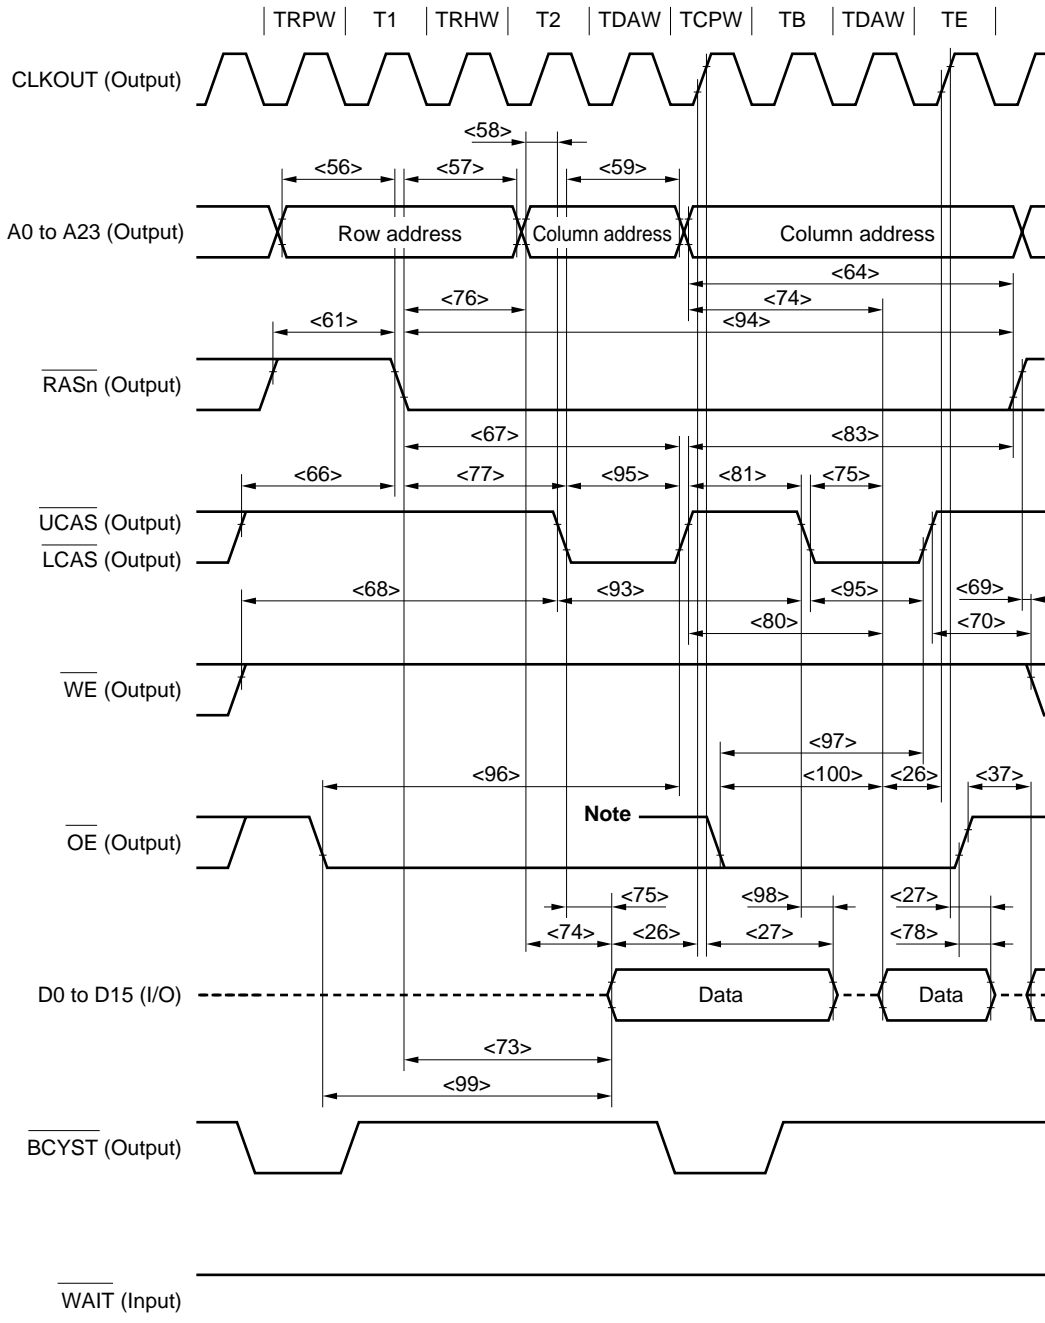 TRPW T1 TRHW T2 TDAW TCPW TB TDAW TE
CLKOUT (Output)
<58>
<56> <57> <59>
A0 to A23 (Output) Row address Column address Column address
<64>
<76> <74>
<61> <94>
RASn (Output)
<67> <83>
<66> <77> <95> <81> <75>
UCAS (Output)
LCAS (Output)
<68> <93> <95> <69>
<80> <70>
WE (Output)
<97>
<96> <100> <26> <37>
Note
OE (Output)
<75> <98> <27>
<74> <26> <27> <78>
D0 to D15 (I/O) Data Data
<73>
<99>
BCYST (Output)
WAIT (Input)